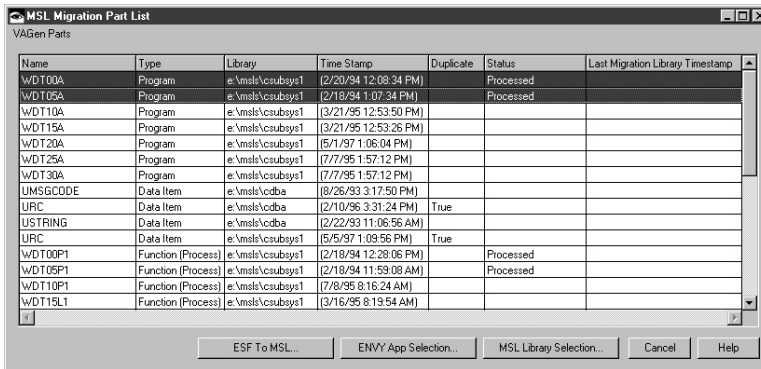 MSL Migration Part List
VAGen Parts
Name Type Library Time Stamp Duplicate Status Last Migration Library Timestamp
WDT00A Program e:\msls\csubsys1 (2/20/94 12:08:34 PM) Processed
WDT05A Program e:\msls\csubsys1 (2/18/94 1:07:34 PM) Processed
WDT10A Program e:\msls\csubsys1 (3/21/95 12:53:50 PM)
WDT15A Program e:\msls\csubsys1 (3/21/95 12:53:26 PM)
WDT20A Program e:\msls\csubsys1 (5/1/97 1:06:04 PM)
WDT25A Program e:\msls\csubsys1 (7/7/95 1:57:12 PM)
WDT30A Program e:\msls\csubsys1 (7/7/95 1:57:12 PM)
UMSGCODE Data Item e:\msls\cdba (8/26/93 3:17:50 PM)
URC Data Item e:\msls\cdba (2/10/96 3:31:24 PM) True
USTRING Data Item e:\msls\cdba (2/22/93 11:06:56 AM)
URC Data Item e:\msls\csubsys1 (5/5/97 1:09:56 PM) True
WDT00P1 Function (Process) e:\msls\csubsys1 (2/18/94 12:28:06 PM) Processed
WDT05P1 Function (Process) e:\msls\csubsys1 (2/18/94 11:59:08 AM) Processed
WDT10P1 Function (Process) e:\msls\csubsys1 (7/8/95 8:16:24 AM)
WDT15L1 Function (Process) e:\msls\csubsys1 (3/16/95 8:19:54 AM)
ESF To MSL... ENVY App Selection... MSL Library Selection... Cancel Help